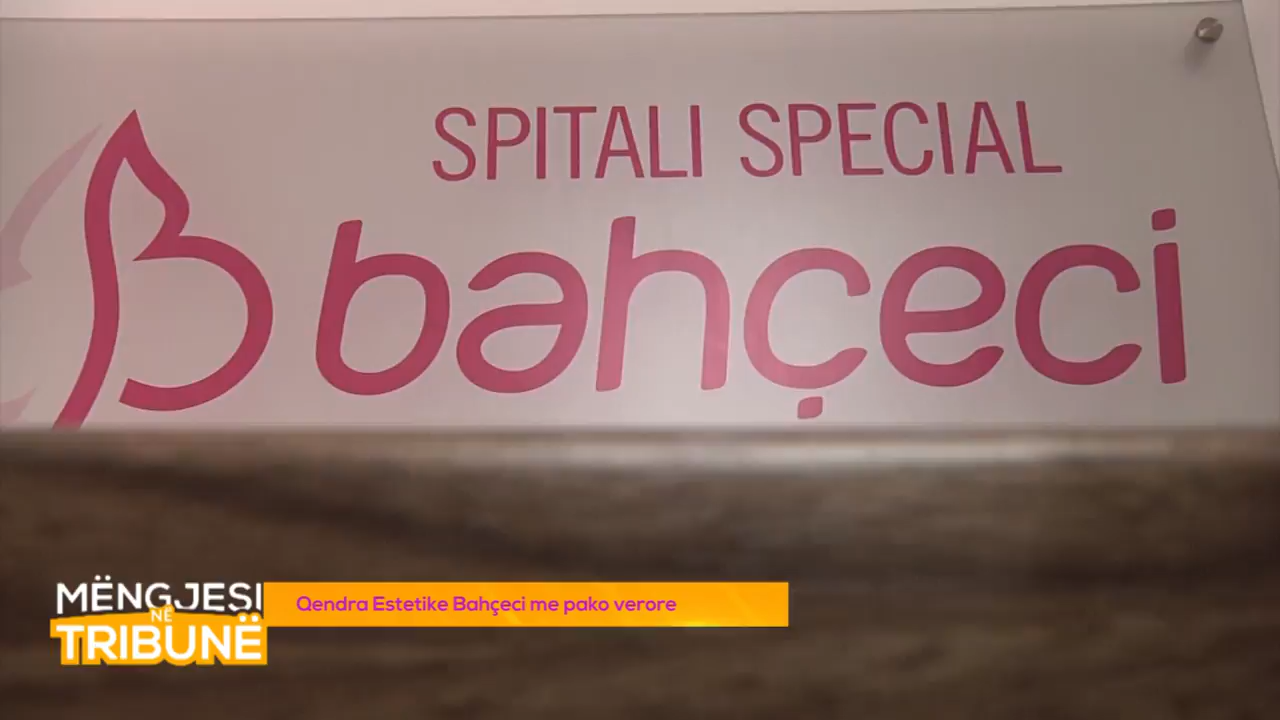 SPITALI SPECIAL
bahçeci
MËNGJESI
NË
TRIBUNË
Qendra Estetike Bahçeci me pako verore